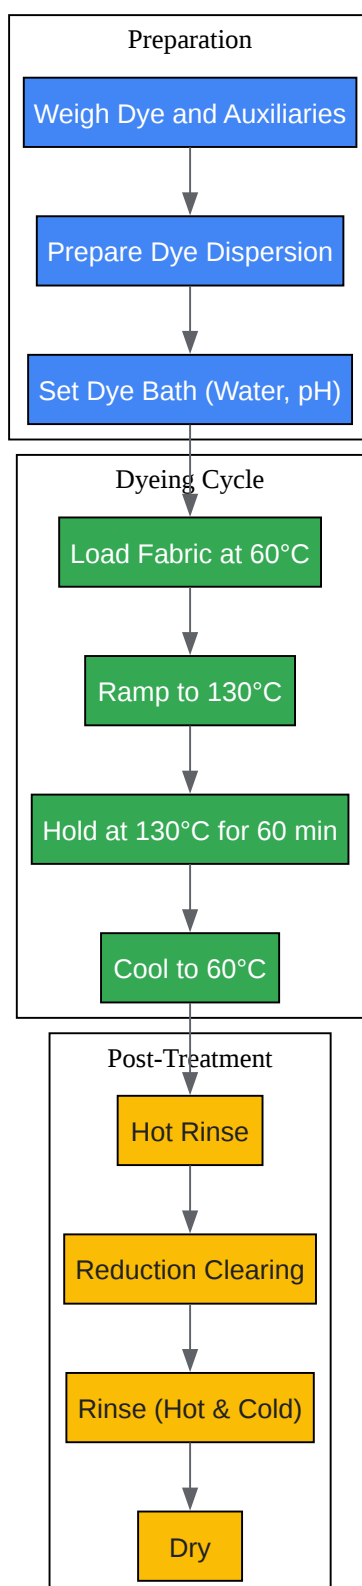 Preparation
Weigh Dye and Auxiliaries
Prepare Dye Dispersion
Set Dye Bath (Water, pH)
Dyeing Cycle
Load Fabric at 60°C
Ramp to 130°C
Hold at 130°C for 60 min
Cool to 60°C
Post-Treatment
Hot Rinse
Reduction Clearing
Rinse (Hot & Cold)
Dry